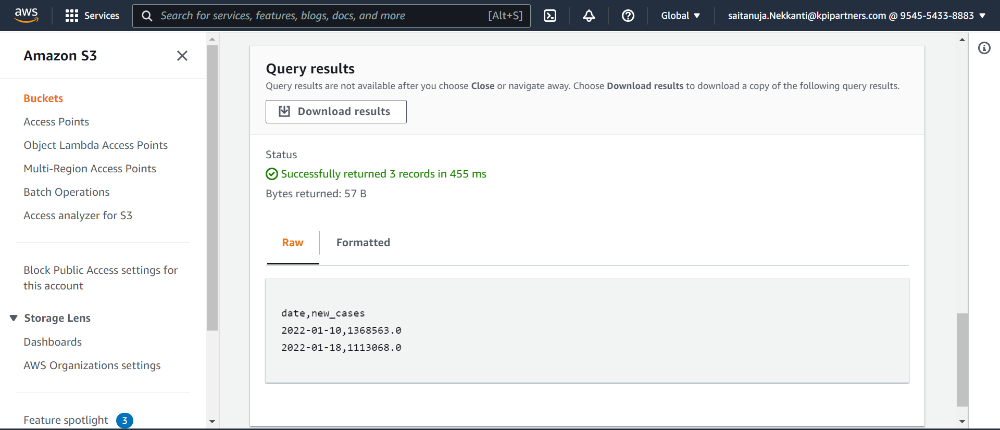 aws
Services
Search for services, features, blogs, docs, and more
[Alt+S]
Global
saitanuja.Nekkanti@kpipartners.com @ 9545-5433-8883
Amazon S3
Buckets
Access Points
Object Lambda Access Points
Multi-Region Access Points
Batch Operations
Access analyzer for S3
Block Public Access settings for
this account
Storage Lens
Dashboards
AWS Organizations settings
Feature spotlight 3
Query results
Query results are not available after you choose Close or navigate away. Choose Download results to download a copy of the following query results.
Download results
Status
Successfully returned 3 records in 455 ms
Bytes returned: 57 B
Raw
Formatted
date,new_cases
2022-01-10,1368563.0
2022-01-18,1113068.0